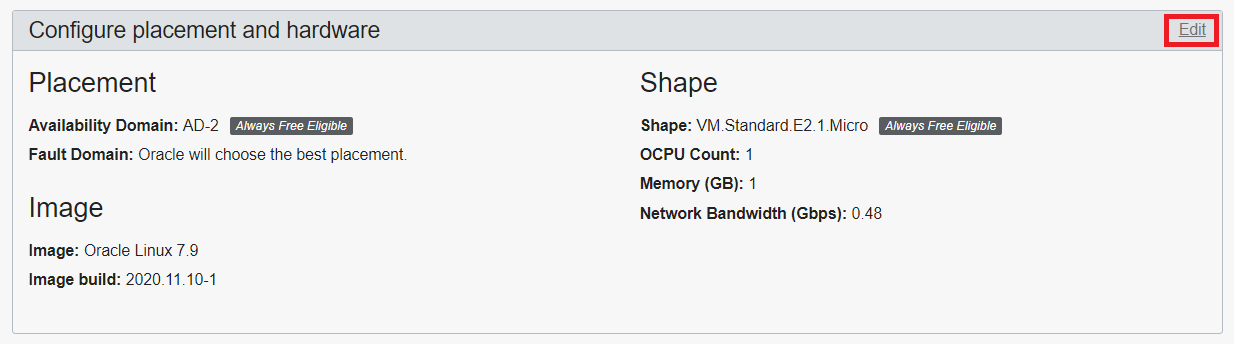 Configure placement and hardware
Edit
Placement
Availability Domain: AD-2 Always Free Eligible
Fault Domain: Oracle will choose the best placement.
Image
Image: Oracle Linux 7.9
Image build: 2020.11.10-1
Shape
Shape: VM.Standard.E2.1.Micro Always Free Eligible
OCPU Count: 1
Memory (GB): 1
Network Bandwidth (Gbps): 0.48